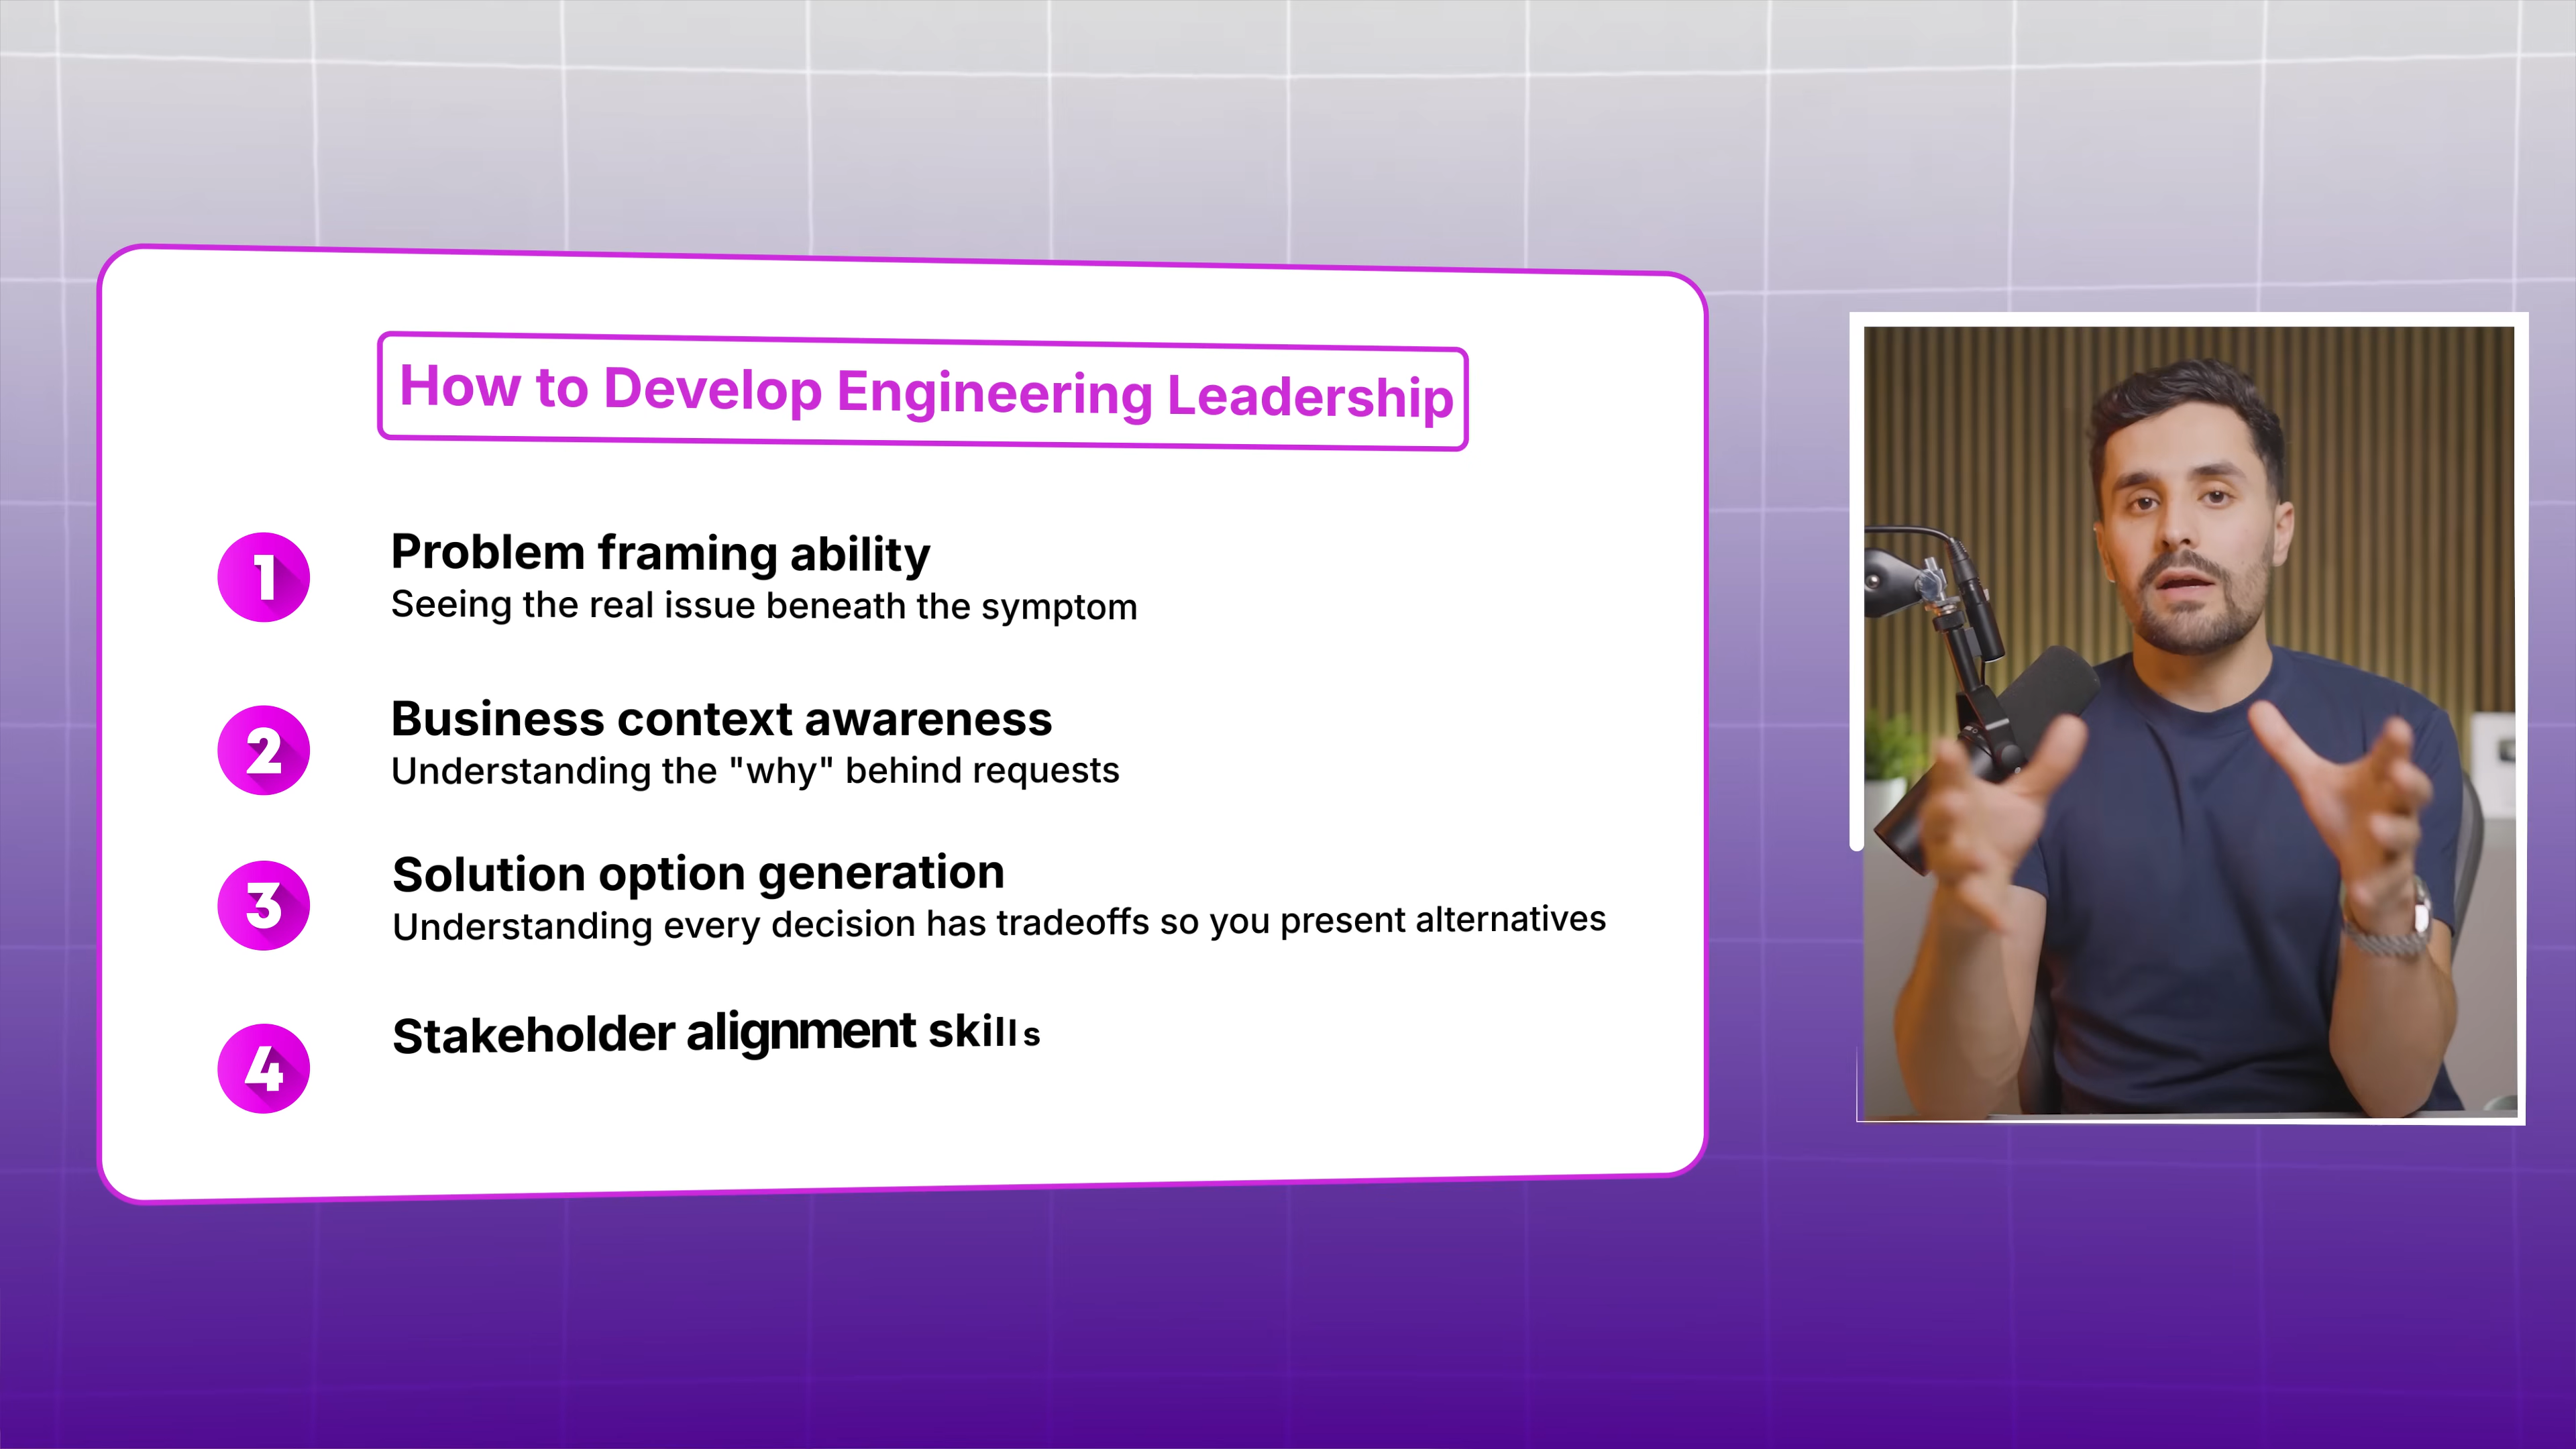 How to Develop Engineering Leadership
1
Problem framing ability
Seeing the real issue beneath the symptom
2
Business context awareness
Understanding the "why" behind requests
3
Solution option generation
Understanding every decision has tradeoffs so you present alternatives
4
Stakeholder alignment skills